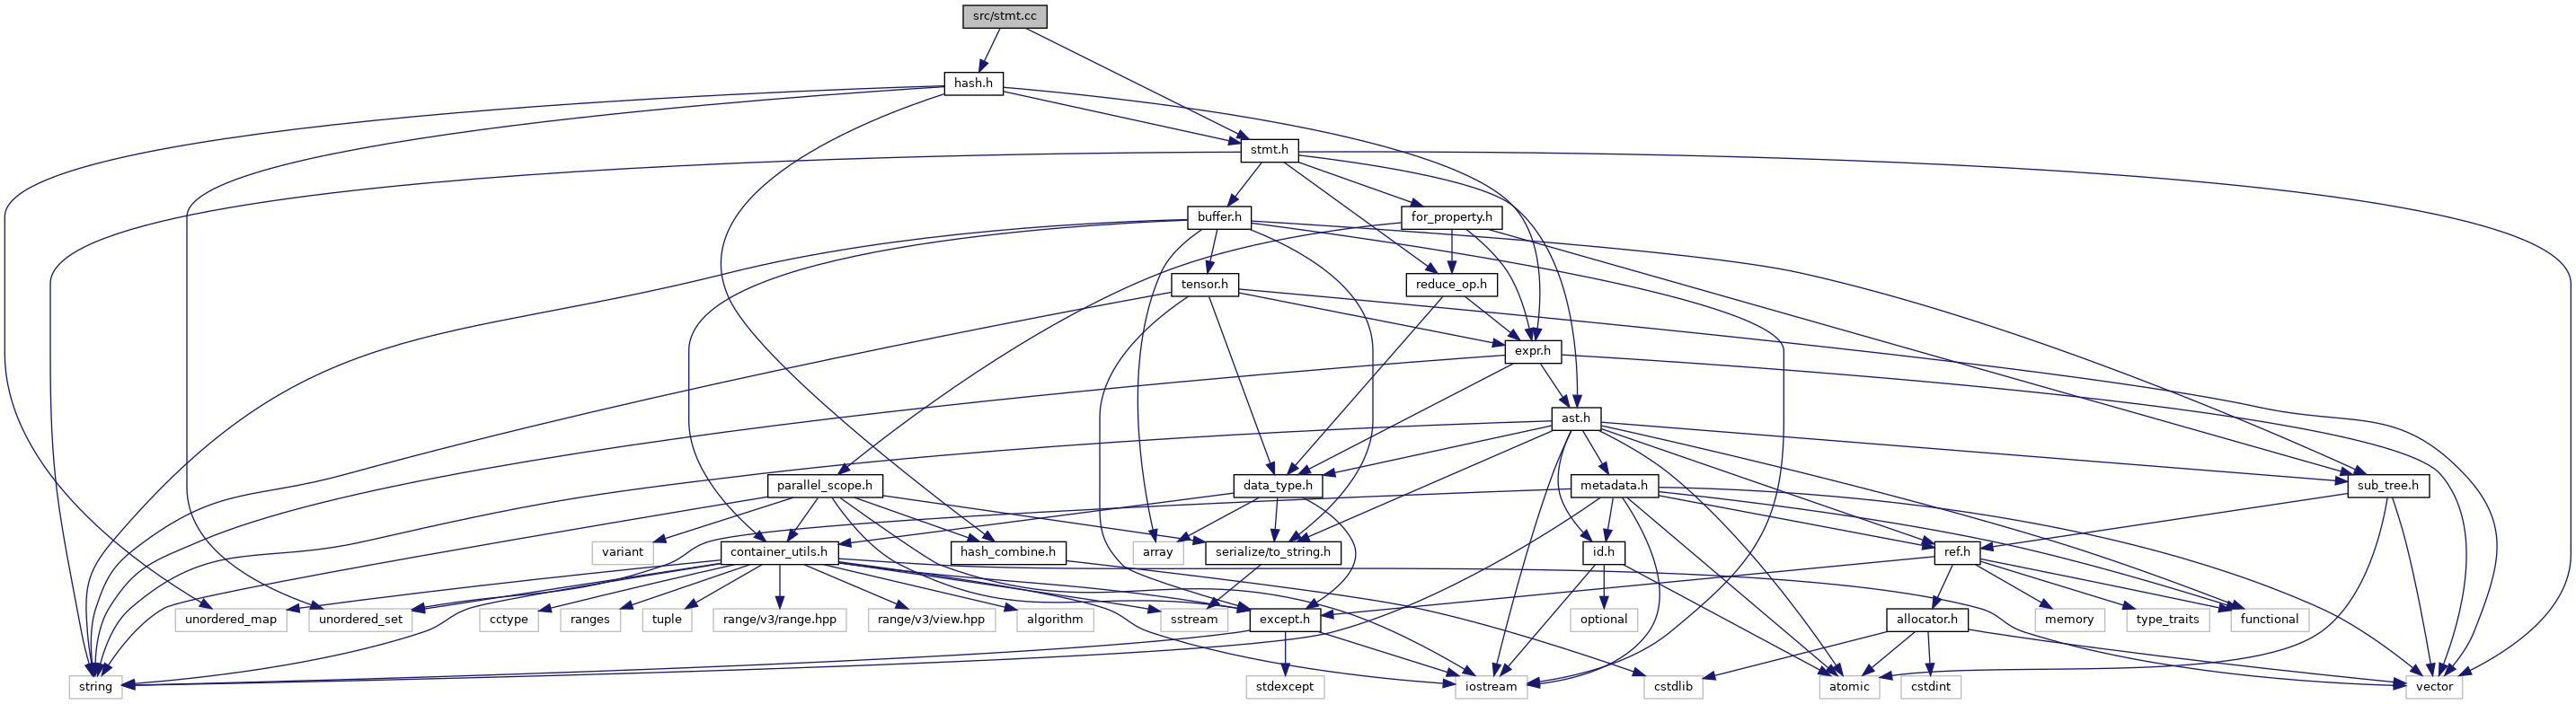 src/stmt.cc
hash.h
stmt.h
buffer.h
for_property.h
tensor.h
reduce_op.h
expr.h
ast.h
parallel_scope.h
data_type.h
metadata.h
sub_tree.h
variant
container_utils.h
hash_combine.h
array
serialize/to_string.h
id.h
ref.h
unordered_map
unordered_set
cctype
ranges
tuple
range/v3/range.hpp
range/v3/view.hpp
algorithm
sstream
except.h
optional
allocator.h
memory
type_traits
functional
string
stdexcept
iostream
cstdlib
atomic
cstdint
vector